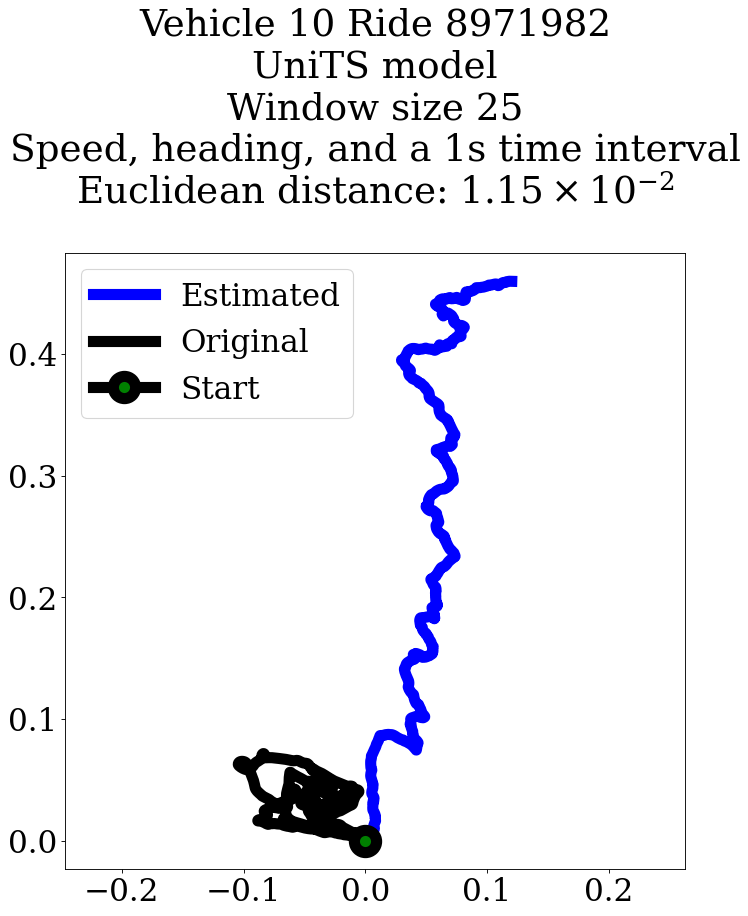 Vehicle 10 Ride 8971982
UniTS model
Window size 25
Speed, heading, and a 1s time interval
Euclidean distance: 1.15 × 10⁻²
Estimated
Original
Start
0.4
0.3
0.2
0.1
0.0
−0.2 −0.1 0.0 0.1 0.2